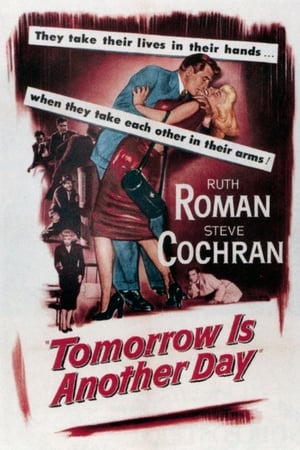 They take their lives in their hands...
when they take each other in their arms!
RUTH
ROMAN
STEVE
COCHRAN
"Tomorrow Is
Another Day"